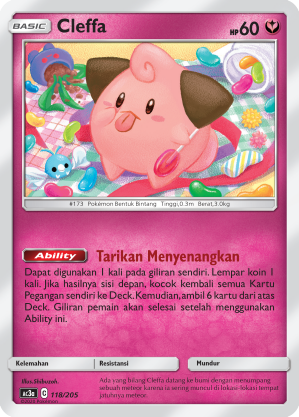 BASIC Cleffa HP60
#173 Pokémon Bentuk Bintang Tinggi,0.3m Berat,3.0kg
Ability Tarikan Menyenangkan
Dapat digunakan 1 kali pada giliran sendiri. Lempar koin 1
kali. Jika hasilnya sisi depan, kocok kembali semua Kartu
Pegangan sendiri ke Deck.Kemudian,ambil 6 kartu dari atas
Deck. Giliran pemain akan selesai setelah menggunakan
Ability ini.
Kelemahan Resistansi Mundur
Illus.Shibuzoh.
Ada yang bilang Cleffa datang ke bumi dengan menumpang
sebuah meteor karena ia sering muncul di lokasi-lokasi tempat
dijatuhi meteor.
SC3a G 118/205